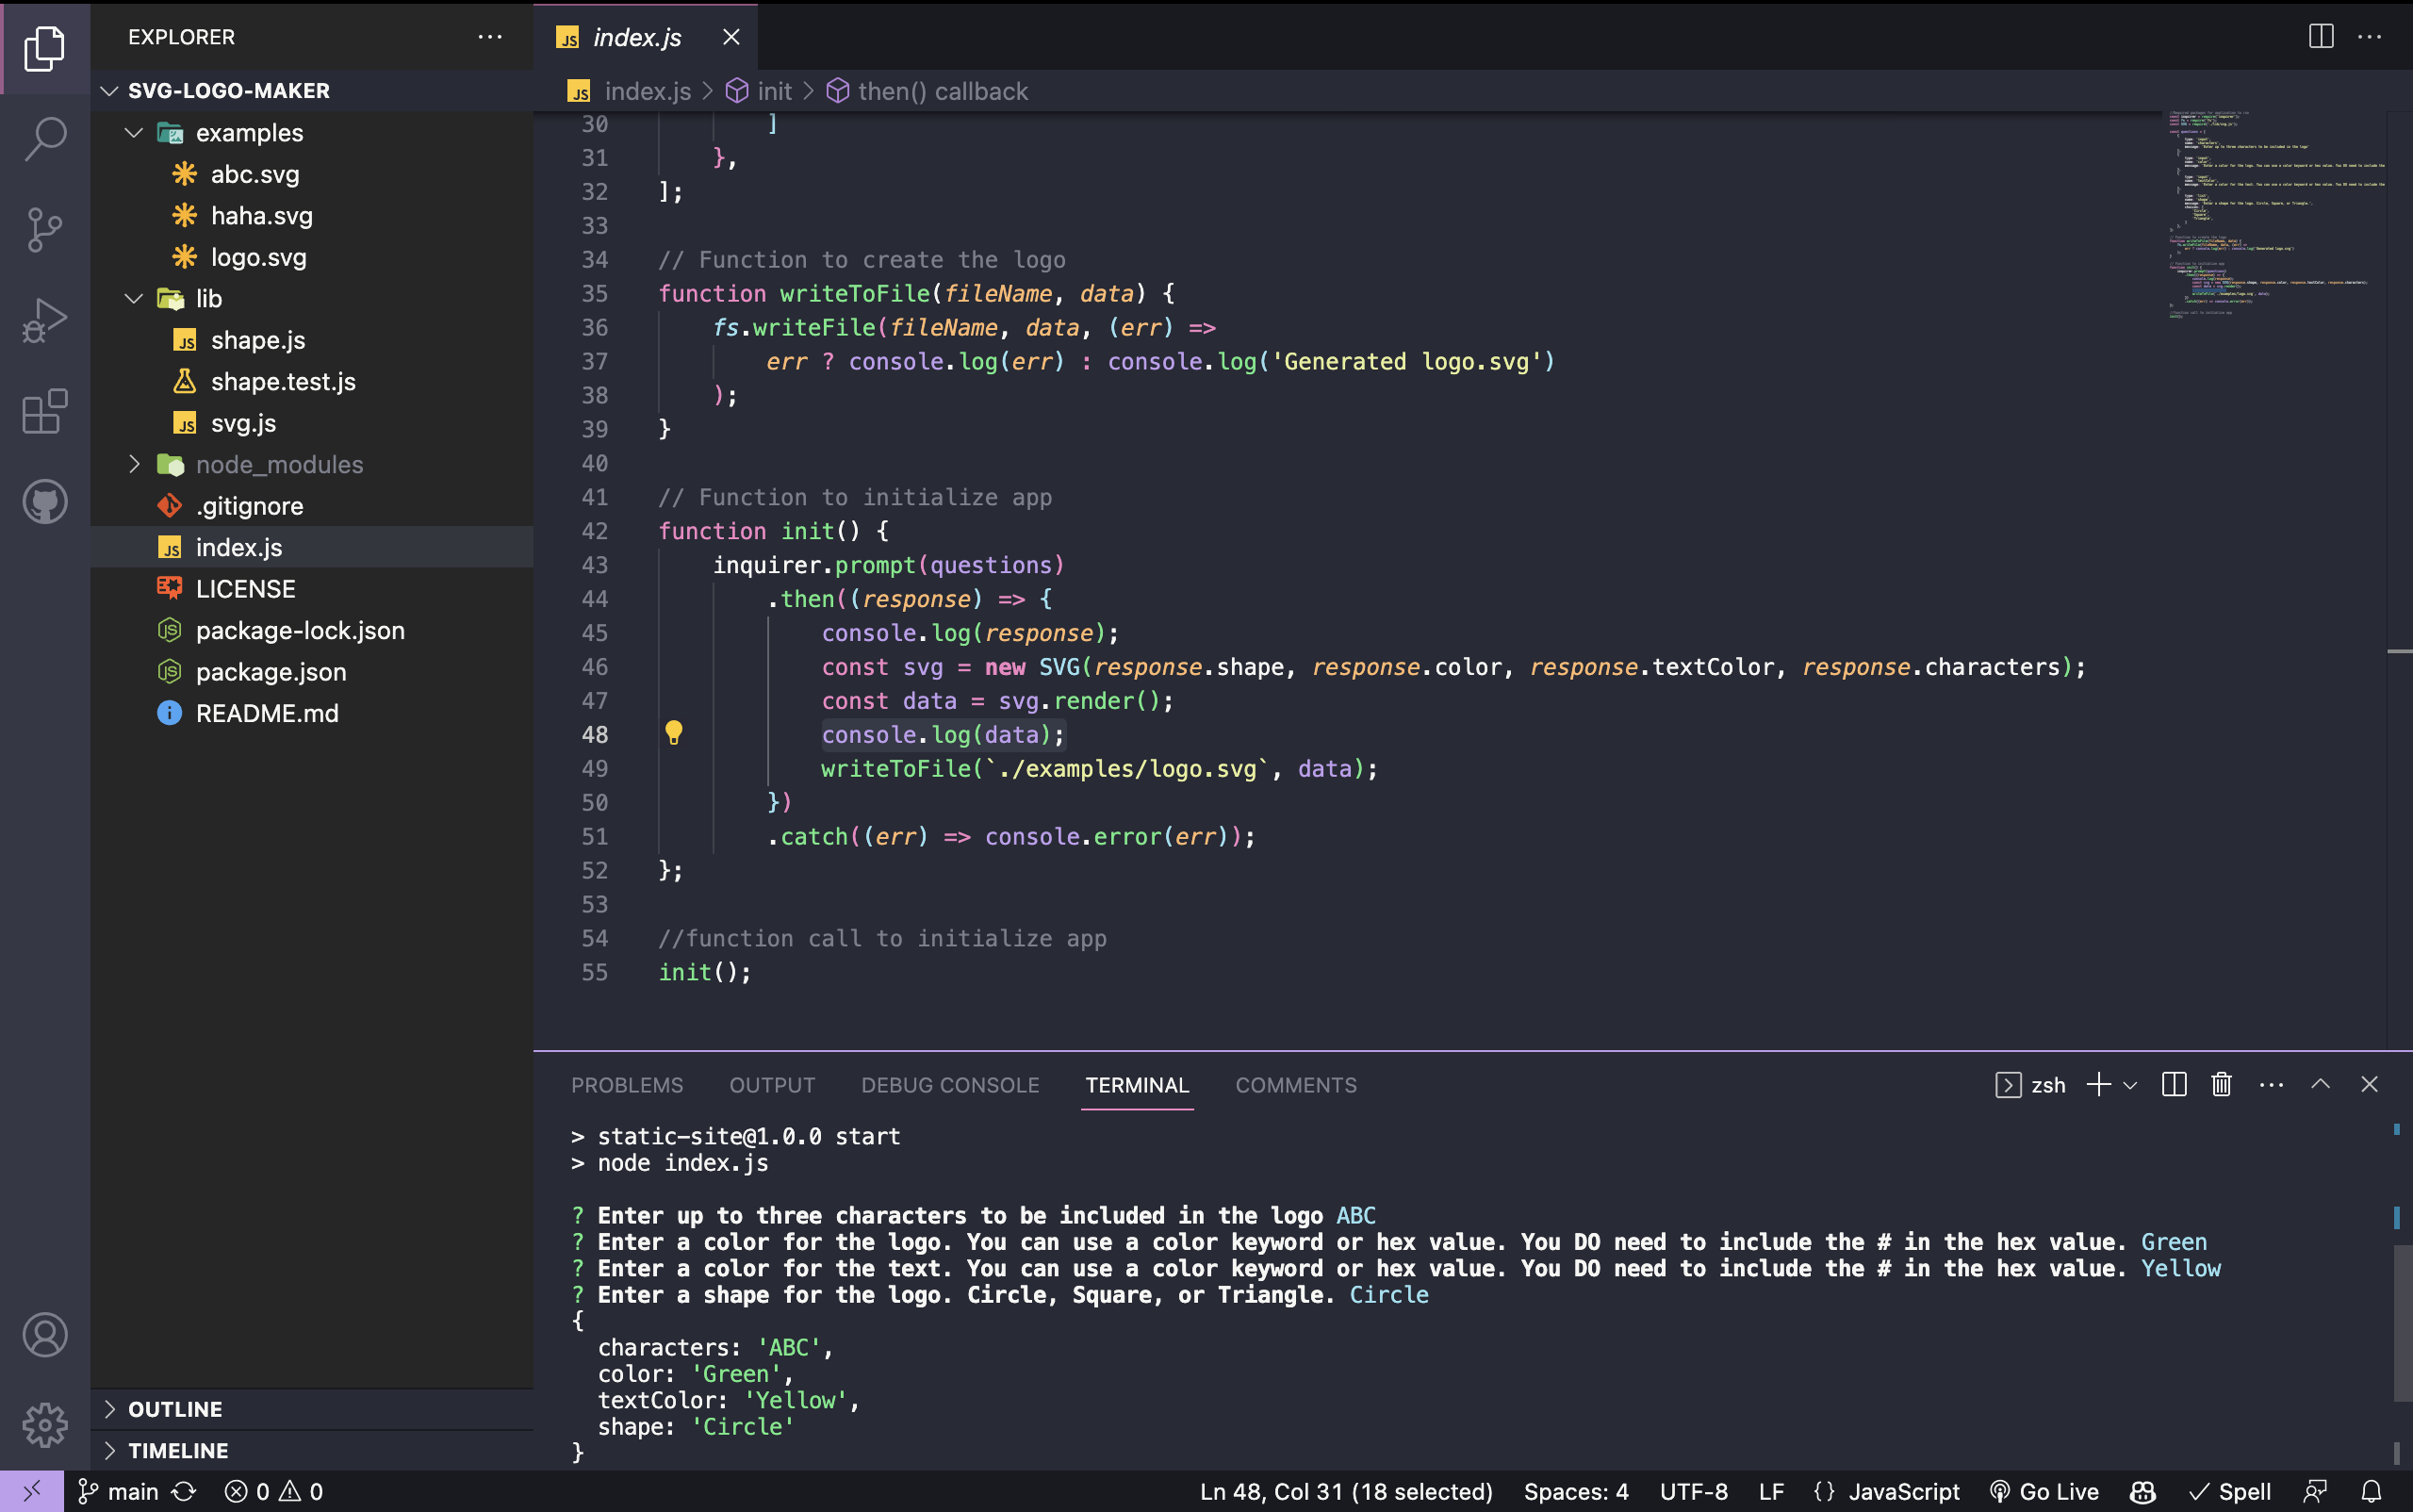 EXPLORER
SVG-LOGO-MAKER
examples
abc.svg
haha.svg
logo.svg
lib
shape.js
shape.test.js
svg.js
node_modules
.gitignore
index.js
LICENSE
package-lock.json
package.json
README.md
OUTLINE
TIMELINE
JS index.js
JS index.js > init > then() callback
30 ]
31 },
32 ];
33
34 // Function to create the logo
35 function writeToFile(fileName, data) {
36 fs.writeFile(fileName, data, (err) =>
37 err ? console.log(err) : console.log('Generated logo.svg')
38 );
39 }
40
41 // Function to initialize app
42 function init() {
43 inquirer.prompt(questions)
44 .then((response) => {
45 console.log(response);
46 const svg = new SVG(response.shape, response.color, response.textColor, response.characters);
47 const data = svg.render();
48 console.log(data);
49 writeToFile(`./examples/logo.svg`, data);
50 })
51 .catch((err) => console.error(err));
52 };
53
54 //function call to initialize app
55 init();
PROBLEMS OUTPUT DEBUG CONSOLE TERMINAL COMMENTS zsh
> static-site@1.0.0 start
> node index.js
? Enter up to three characters to be included in the logo ABC
? Enter a color for the logo. You can use a color keyword or hex value. You DO need to include the # in the hex value. Green
? Enter a color for the text. You can use a color keyword or hex value. You DO need to include the # in the hex value. Yellow
? Enter a shape for the logo. Circle, Square, or Triangle. Circle
{
characters: 'ABC',
color: 'Green',
textColor: 'Yellow',
shape: 'Circle'
}
main 0 0 Ln 48, Col 31 (18 selected) Spaces: 4 UTF-8 LF {} JavaScript Go Live Spell